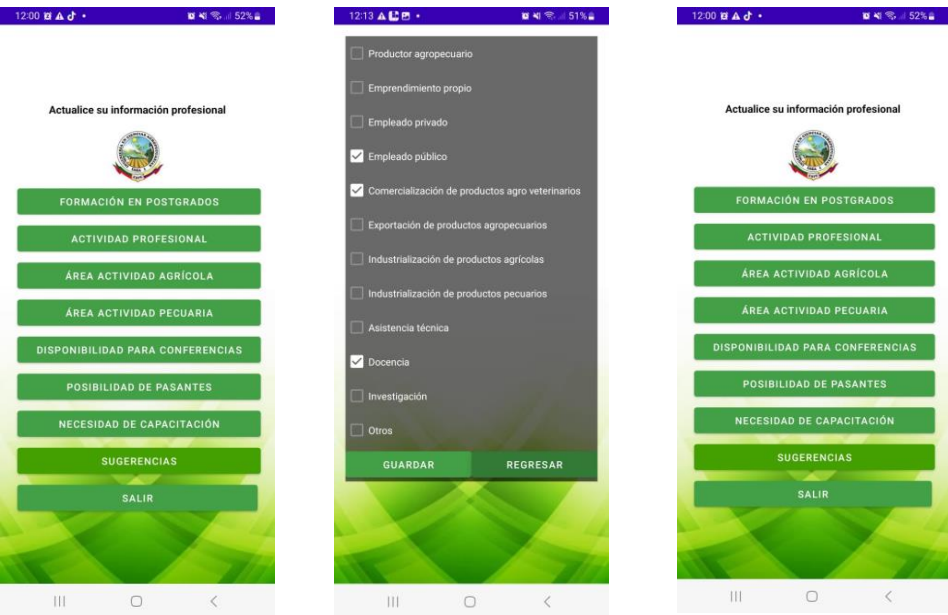 12:00 52%
Actualice su información profesional
FORMACIÓN EN POSTGRADOS
ACTIVIDAD PROFESIONAL
ÁREA ACTIVIDAD AGRÍCOLA
ÁREA ACTIVIDAD PECUARIA
DISPONIBILIDAD PARA CONFERENCIAS
POSIBILIDAD DE PASANTES
NECESIDAD DE CAPACITACIÓN
SUGERENCIAS
SALIR
12:13 51%
Productor agropecuario
Emprendimiento propio
Empleado privado
Empleado público
Comercialización de productos agro veterinarios
Exportación de productos agropecuarios
Industrialización de productos agrícolas
Industrialización de productos pecuarios
Asistencia técnica
Docencia
Investigación
Otros
GUARDAR REGRESAR
12:00 52%
Actualice su información profesional
FORMACIÓN EN POSTGRADOS
ACTIVIDAD PROFESIONAL
ÁREA ACTIVIDAD AGRÍCOLA
ÁREA ACTIVIDAD PECUARIA
DISPONIBILIDAD PARA CONFERENCIAS
POSIBILIDAD DE PASANTES
NECESIDAD DE CAPACITACIÓN
SUGERENCIAS
SALIR